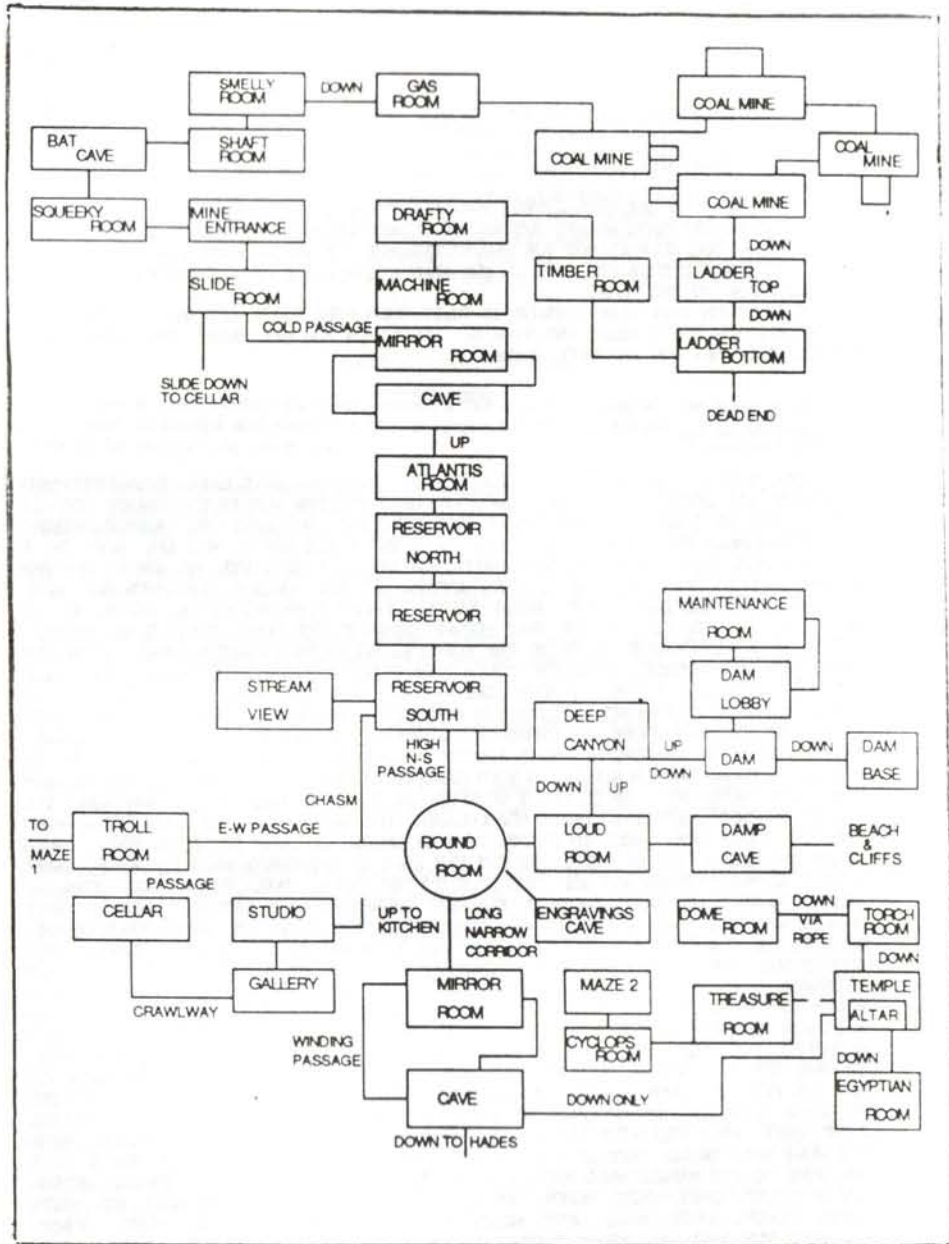 SMELLY
ROOM
DOWN
GAS
ROOM
COAL MINE
BAT
CAVE
SHAFT
ROOM
COAL MINE
COAL
MINE
SQUEEKY
ROOM
MINE
ENTRANCE
DRAFTY
ROOM
COAL MINE
DOWN
SLIDE
ROOM
MACHINE
ROOM
TIMBER
ROOM
LADDER
TOP
COLD PASSAGE
DOWN
MIRROR
ROOM
LADDER
BOTTOM
SLIDE DOWN
TO CELLAR
CAVE
DEAD END
UP
ATLANTIS
ROOM
RESERVOIR
NORTH
RESERVOIR
MAINTENANCE
ROOM
STREAM
VIEW
RESERVOIR
SOUTH
DAM
LOBBY
HIGH
N-S
PASSAGE
DEEP
CANYON
UP
DOWN
DAM
DOWN
DAM
BASE
CHASM
DOWN
UP
TO
MAZE
1
TROLL
ROOM
E-W PASSAGE
ROUND
ROOM
LOUD
ROOM
DAMP
CAVE
BEACH
&
CLIFFS
PASSAGE
CELLAR
STUDIO
UP TO
KITCHEN
LONG
NARROW
CORRIDOR
ENGRAVINGS
CAVE
DOME
ROOM
DOWN
VIA
ROPE
TORCH
ROOM
DOWN
GALLERY
CRAWLWAY
MIRROR
ROOM
MAZE 2
TREASURE
ROOM
TEMPLE
ALTAR
WINDING
PASSAGE
CYCLOPS
ROOM
DOWN
CAVE
DOWN ONLY
EGYPTIAN
ROOM
DOWN TO HADES